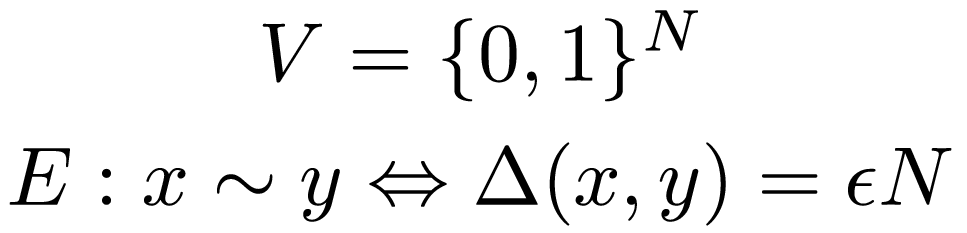 V = {0, 1}^N
E : x ∼ y ⇔ Δ(x, y) = ϵN